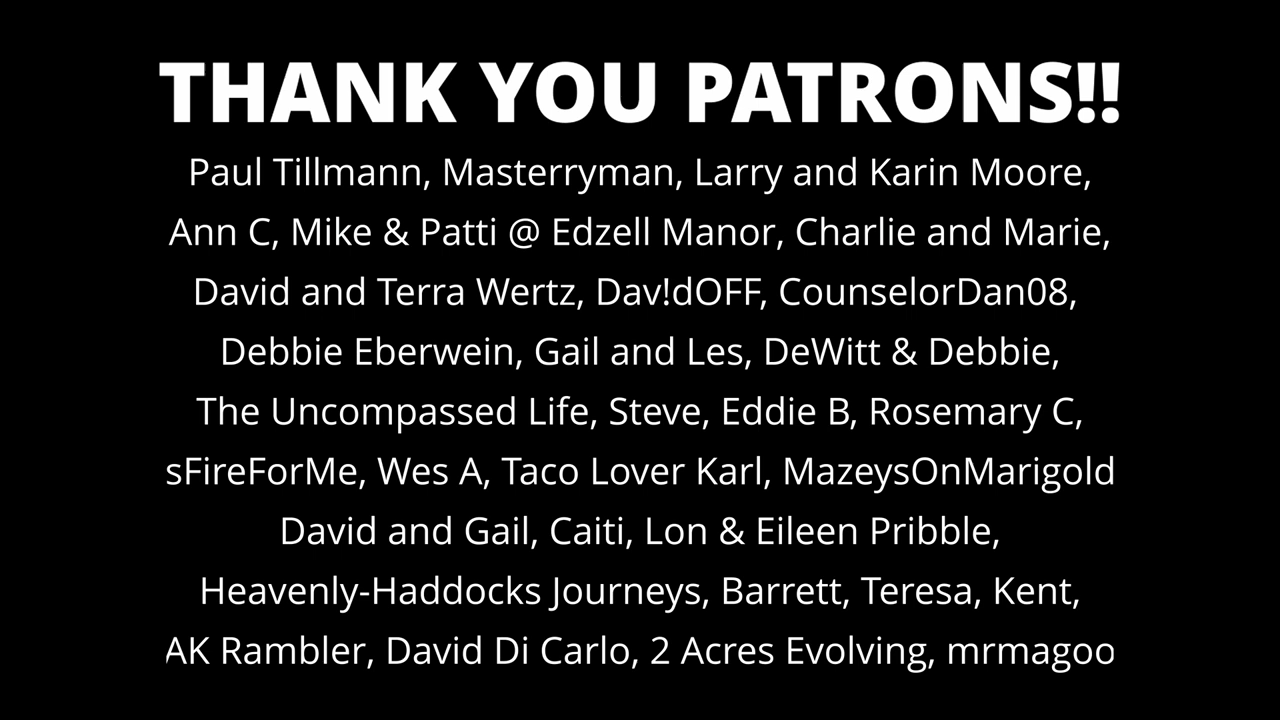 THANK YOU PATRONS!!
Paul Tillmann, Masterryman, Larry and Karin Moore,
Ann C, Mike & Patti @ Edzell Manor, Charlie and Marie,
David and Terra Wertz, Dav!dOFF, CounselorDan08,
Debbie Eberwein, Gail and Les, DeWitt & Debbie,
The Uncompassed Life, Steve, Eddie B, Rosemary C,
sFireForMe, Wes A, Taco Lover Karl, MazeysOnMarigold
David and Gail, Caiti, Lon & Eileen Pribble,
Heavenly-Haddocks Journeys, Barrett, Teresa, Kent,
AK Rambler, David Di Carlo, 2 Acres Evolving, mrmagoo